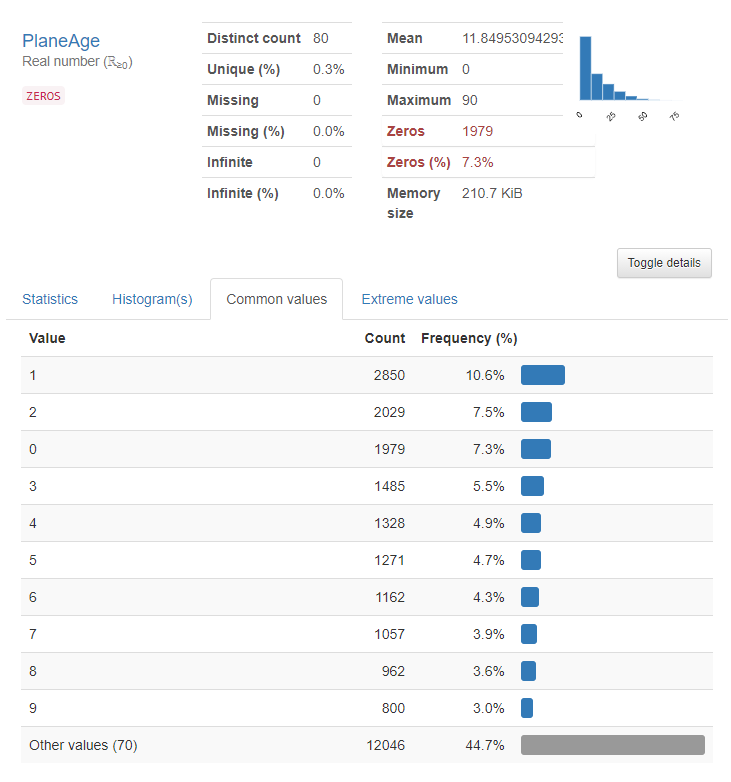 PlaneAge
Real number (ℝ≥0)
ZEROS
Distinct count 80
Unique (%) 0.3%
Missing 0
Missing (%) 0.0%
Infinite 0
Infinite (%) 0.0%
Mean 11.84953094293
Minimum 0
Maximum 90
Zeros 1979
Zeros (%) 7.3%
Memory size 210.7 KiB
0 25 50 75
Toggle details
Statistics Histogram(s) Common values Extreme values
Value Count Frequency (%)
1 2850 10.6%
2 2029 7.5%
0 1979 7.3%
3 1485 5.5%
4 1328 4.9%
5 1271 4.7%
6 1162 4.3%
7 1057 3.9%
8 962 3.6%
9 800 3.0%
Other values (70) 12046 44.7%